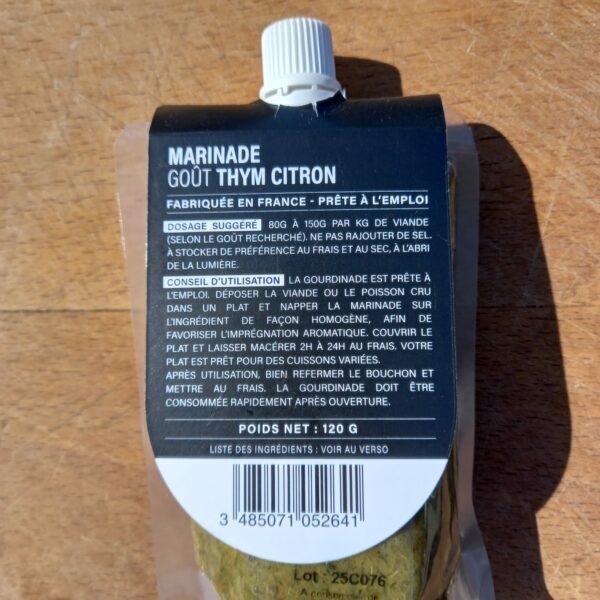 MARINADE
GOÛT THYM CITRON
FABRIQUÉE EN FRANCE - PRÊTE À L'EMPLOI
DOSAGE SUGGÉRÉ 80G À 150G PAR KG DE VIANDE
(SELON LE GOÛT RECHERCHÉ). NE PAS RAJOUTER DE SEL.
À STOCKER DE PRÉFÉRENCE AU FRAIS ET AU SEC, À L'ABRI
DE LA LUMIÈRE.
CONSEIL D'UTILISATION LA GOURDINADE EST PRÊTE À
L'EMPLOI. DÉPOSER LA VIANDE OU LE POISSON CRU
DANS UN PLAT ET NAPPER LA MARINADE SUR
L'INGRÉDIENT DE FAÇON HOMOGÈNE, AFIN DE
FAVORISER L'IMPRÉGNATION AROMATIQUE. COUVRIR LE
PLAT ET LAISSER MACÉRER 2H À 24H AU FRAIS. VOTRE
PLAT EST PRÊT POUR DES CUISSONS VARIÉES.
APRÈS UTILISATION, BIEN REFERMER LE BOUCHON ET
METTRE AU FRAIS. LA GOURDINADE DOIT ÊTRE
CONSOMMÉE RAPIDEMENT APRÈS OUVERTURE.
POIDS NET : 120 G
LISTE DES INGRÉDIENTS : VOIR AU VERSO
3 485071 052641
Lot : 25C076